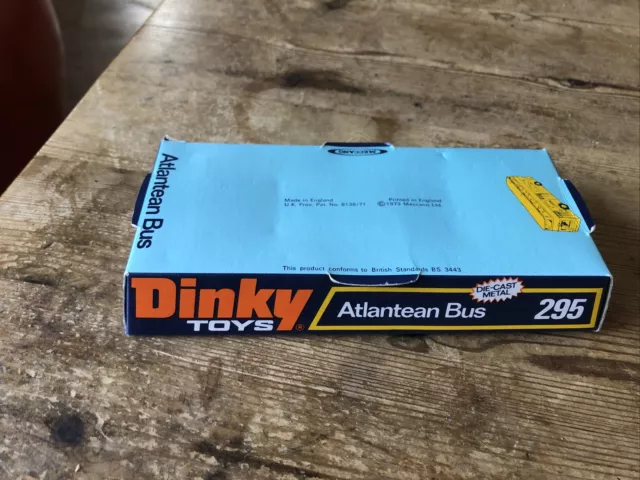 MECCANO
Atlantean Bus
Made in England
U.K. Prov. Pat. No. 8136/71
Printed in England
© 1973 Meccano Ltd.
This product conforms to British Standards BS 3443
Dinky
TOYS®
Atlantean Bus
DIE-CAST
METAL
295